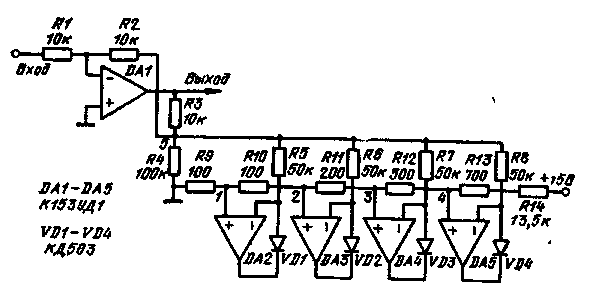 R1
10к
R2
10к
Вход
DA1
Выход
R3
10к
5
R4
100к
R9
100
R10
100
R5
50к
R11
200
R6
50к
R12
300
R7
50к
R13
700
R8
50к
+15В
R14
13,5к
1
2
3
4
DA1-DA5
К153УД1
VD1-VD4
КД503
DA2
VD1
DA3
VD2
DA4
VD3
DA5
VD4